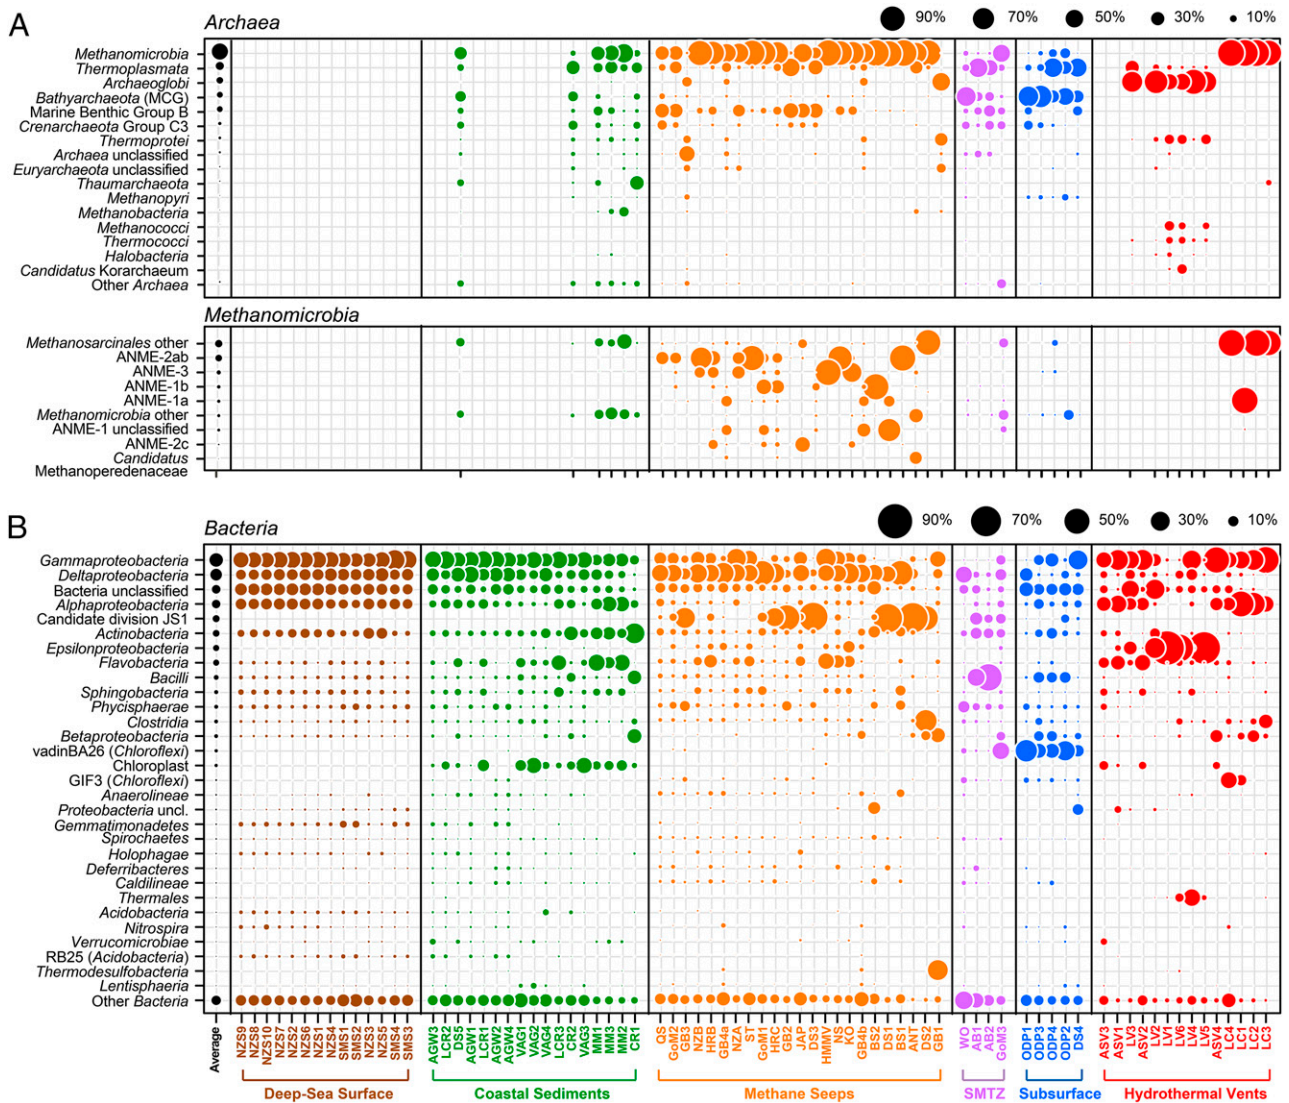 A
Archaea
90%
70%
50%
30%
10%
Methanomicrobia
Thermoplasmata
Archaeoglobi
Bathyarchaeota (MCG)
Marine Benthic Group B
Crenarchaeota Group C3
Thermoprotei
Archaea unclassified
Euryarchaeota unclassified
Thaumarchaeota
Methanopyri
Methanobacteria
Methanococci
Thermococci
Halobacteria
Candidatus Korarchaeum
Other Archaea
Methanomicrobia
Methanosarcinales other
ANME-2ab
ANME-3
ANME-1b
ANME-1a
Methanomicrobia other
ANME-1 unclassified
ANME-2c
Candidatus
Methanoperedenaceae
B
Bacteria
90%
70%
50%
30%
10%
Gammaproteobacteria
Deltaproteobacteria
Bacteria unclassified
Alphaproteobacteria
Candidate division JS1
Actinobacteria
Epsilonproteobacteria
Flavobacteria
Bacilli
Sphingobacteria
Phycisphaerae
Clostridia
Betaproteobacteria
vadinBA26 (Chloroflexi)
Chloroplast
GIF3 (Chloroflexi)
Anaerolineae
Proteobacteria uncl.
Gemmatimonadetes
Spirochaetes
Holophagae
Deferribacteres
Caldilineae
Thermales
Acidobacteria
Nitrospira
Verrucomicrobiae
RB25 (Acidobacteria)
Thermodesulfobacteria
Lentisphaeria
Other Bacteria
Average
NZS9
NZS8
NZS10
NZS7
NZS2
NZS6
NZS1
NZS4
SMS1
SMS2
NZS3
NZS5
SMS4
SMS3
AGW3
LCR2
DS5
AGW1
LCR1
AGW2
AGW4
VAG1
VAG2
VAG4
LCR3
CR2
VAG3
MM1
MM3
MM2
CR1
QS
GoM2
GB3
NZB
HRB
GB4a
NZA
ST
GoM1
HRC
GB2
JAP
DS3
HMMV
NS
KO
GB4b
BS2
DS1
BS1
ANT
DS2
GB1
WO
AB1
AB2
GoM3
ODP1
ODP3
ODP4
ODP2
DS4
ASV3
ASV1
LV3
ASV2
LV2
LV1
LV6
LV4
LV5
ASV4
LC4
LC1
LC2
LC3
Deep-Sea Surface
Coastal Sediments
Methane Seeps
SMTZ
Subsurface
Hydrothermal Vents